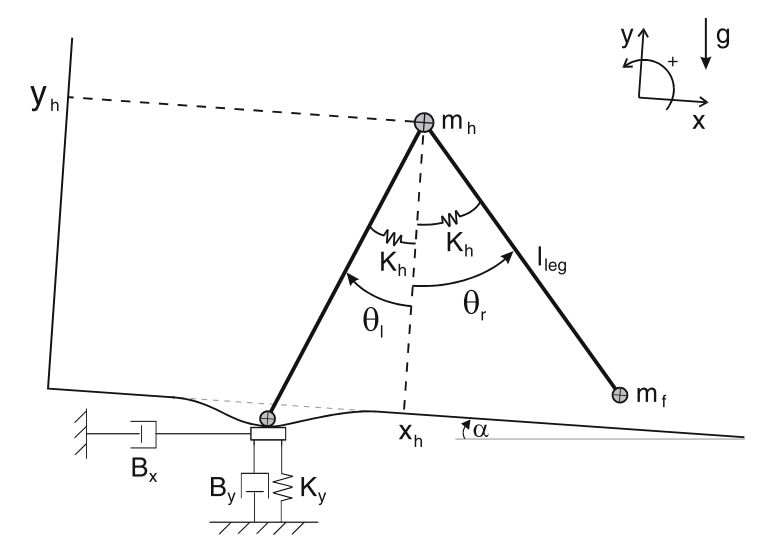 y g
+
x
y_h
m_h
K_h K_h
l_leg
θ_l θ_r
m_f
x_h α
B_x
B_y K_y